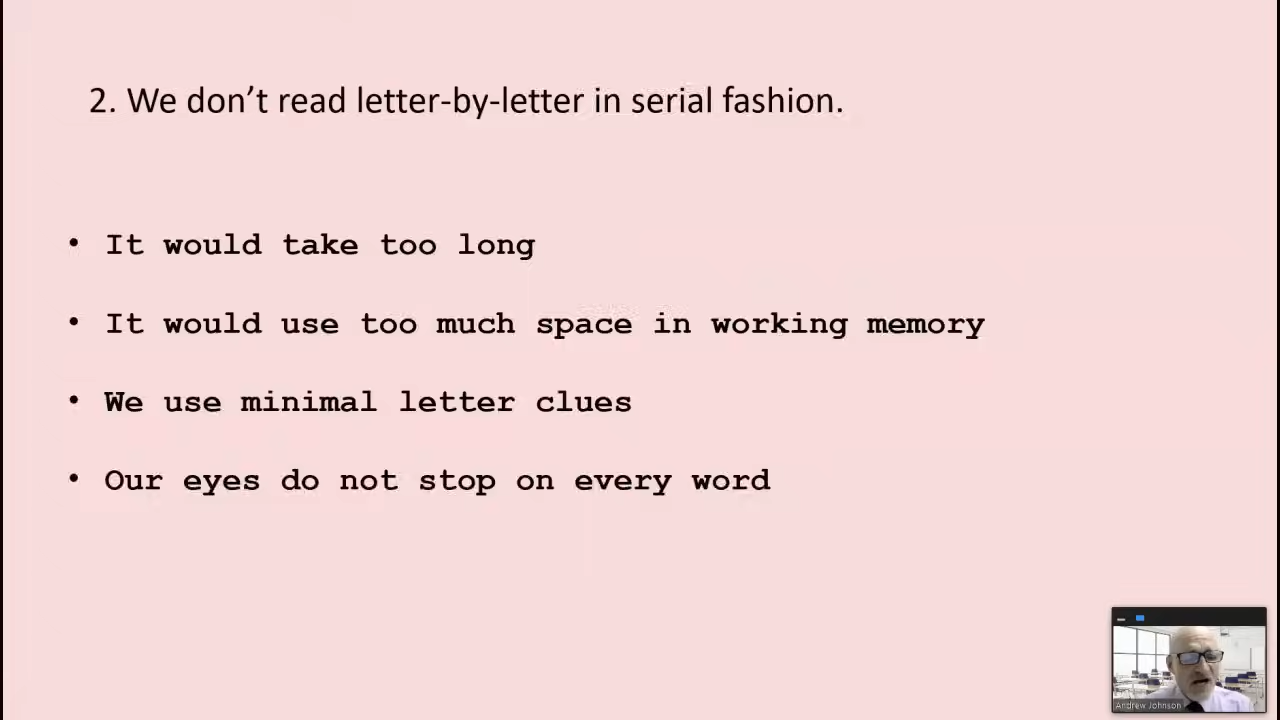 2. We don’t read letter-by-letter in serial fashion.
• It would take too long
• It would use too much space in working memory
• We use minimal letter clues
• Our eyes do not stop on every word
Andrew Johnson